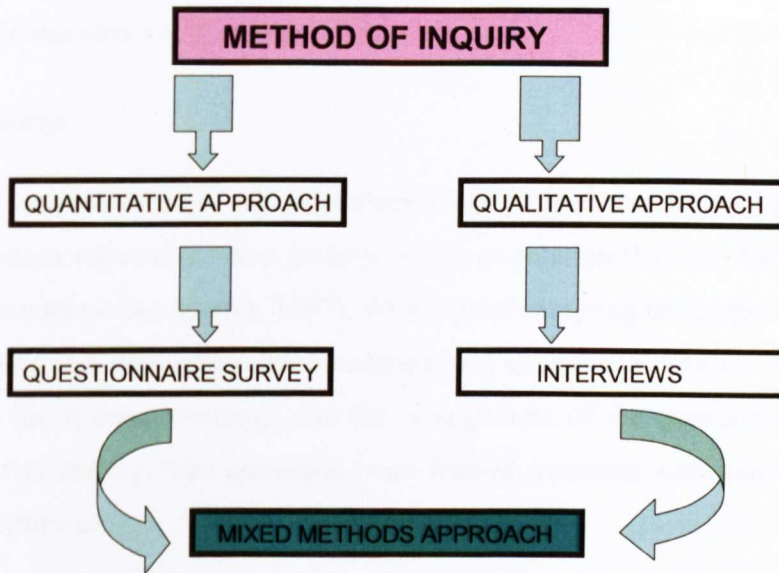 METHOD OF INQUIRY
QUANTITATIVE APPROACH
QUALITATIVE APPROACH
QUESTIONNAIRE SURVEY
INTERVIEWS
MIXED METHODS APPROACH